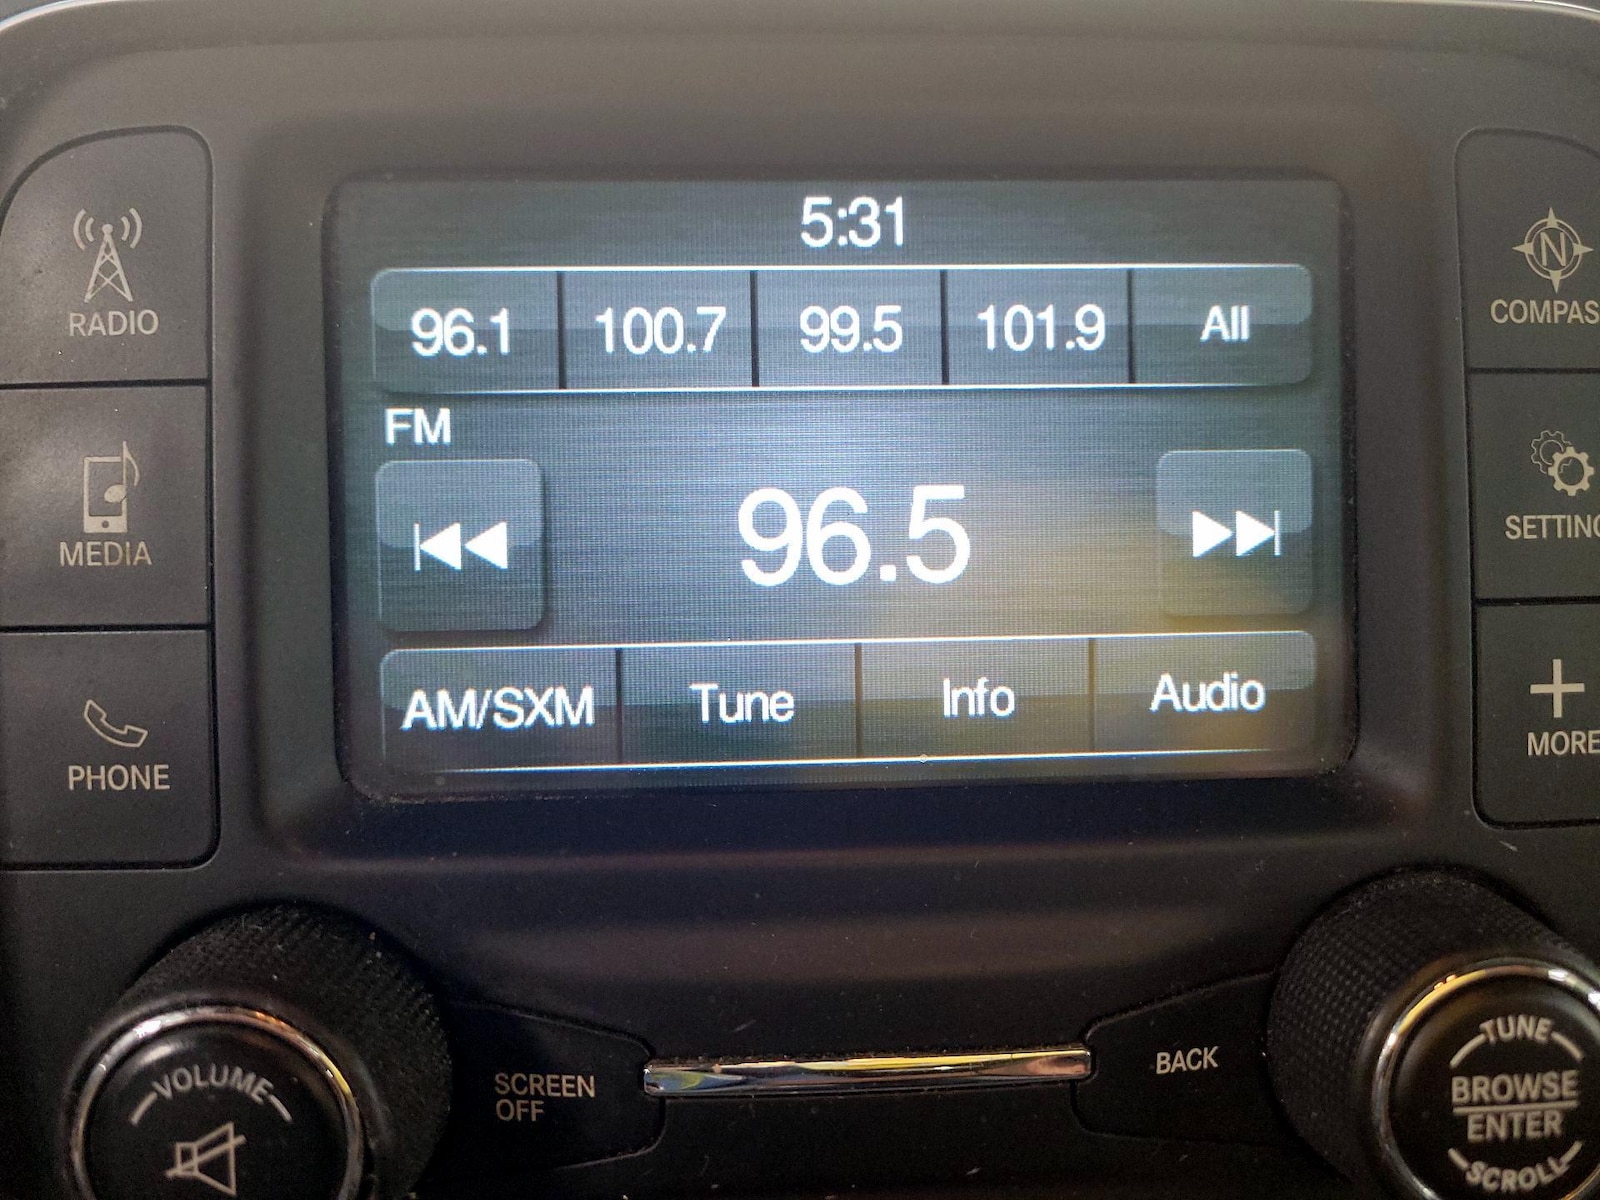 5:31
96.1 100.7 99.5 101.9 All
FM
96.5
AM/SXM Tune Info Audio
RADIO
MEDIA
PHONE
COMPAS
SETTING
MORE
VOLUME
SCREEN
OFF
BACK
TUNE
BROWSE
ENTER
SCROLL
N